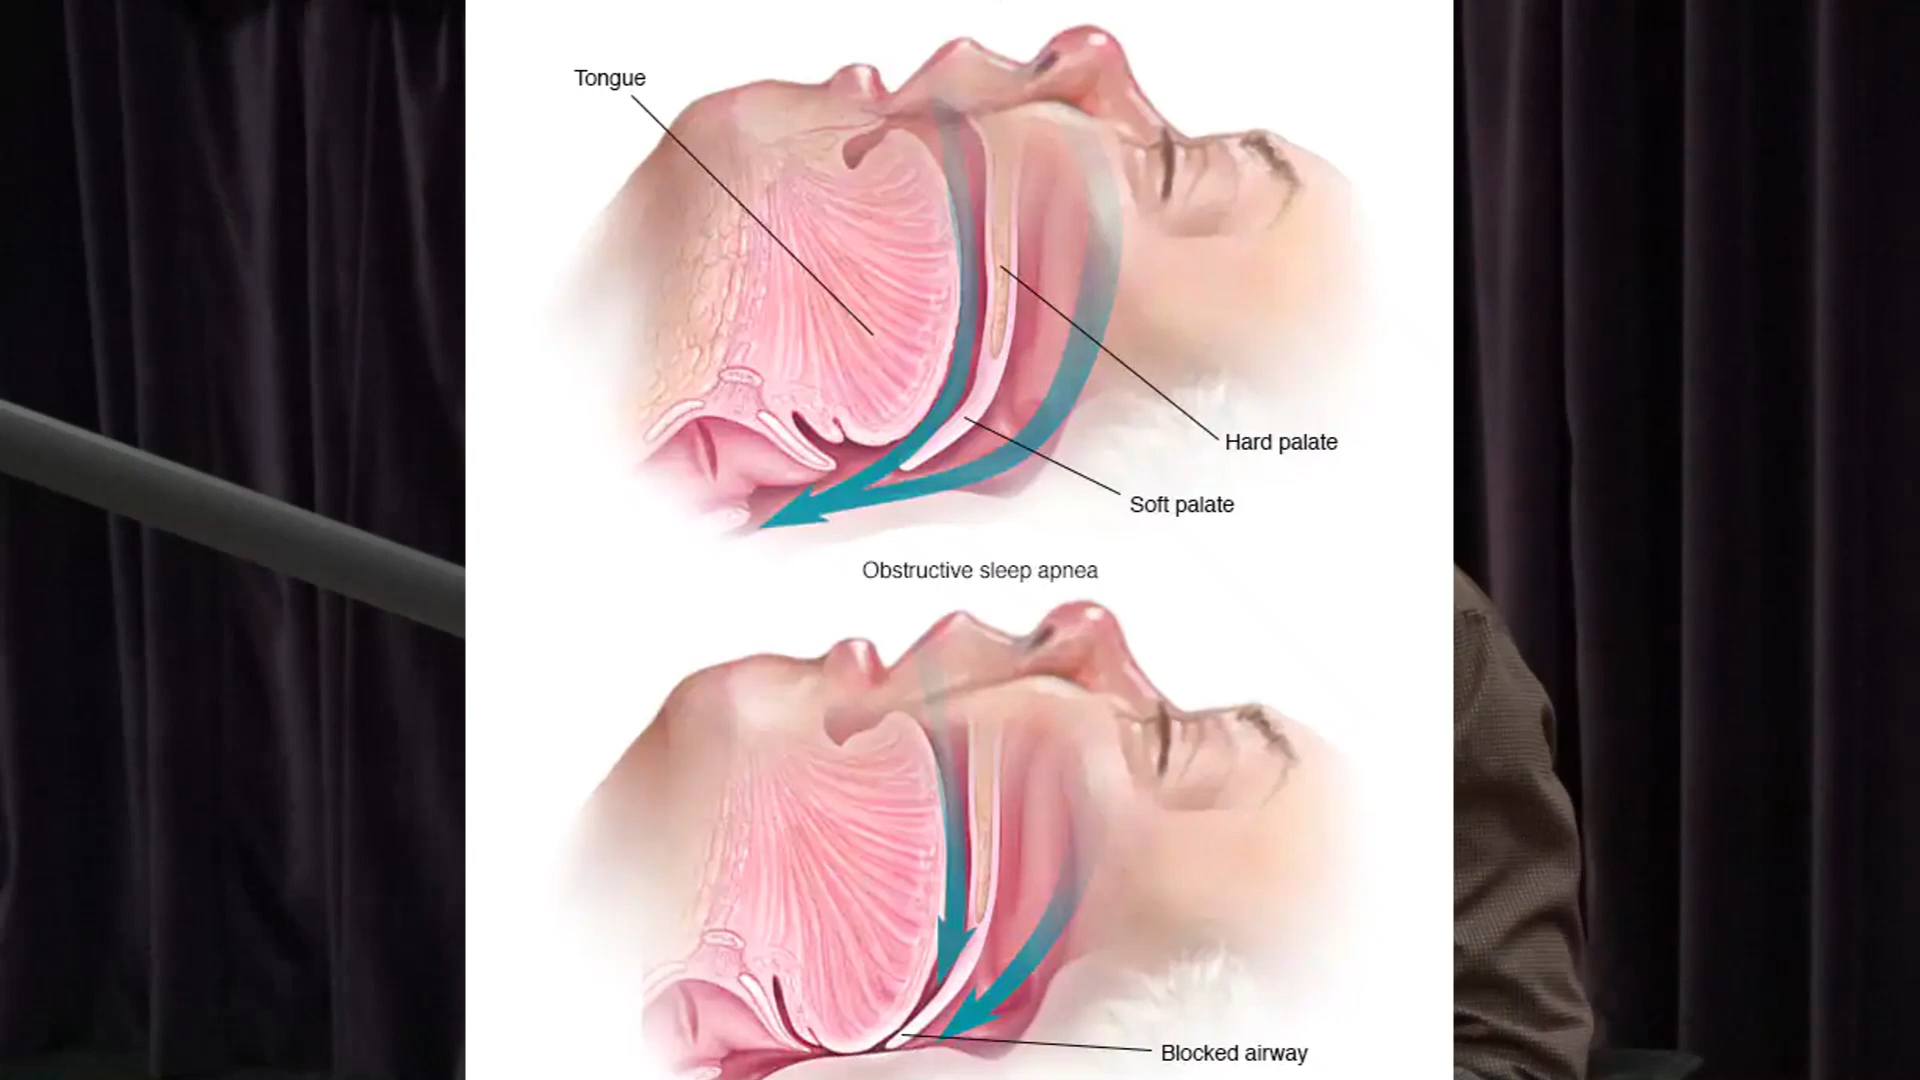 Tongue
Hard palate
Soft palate
Obstructive sleep apnea
Blocked airway